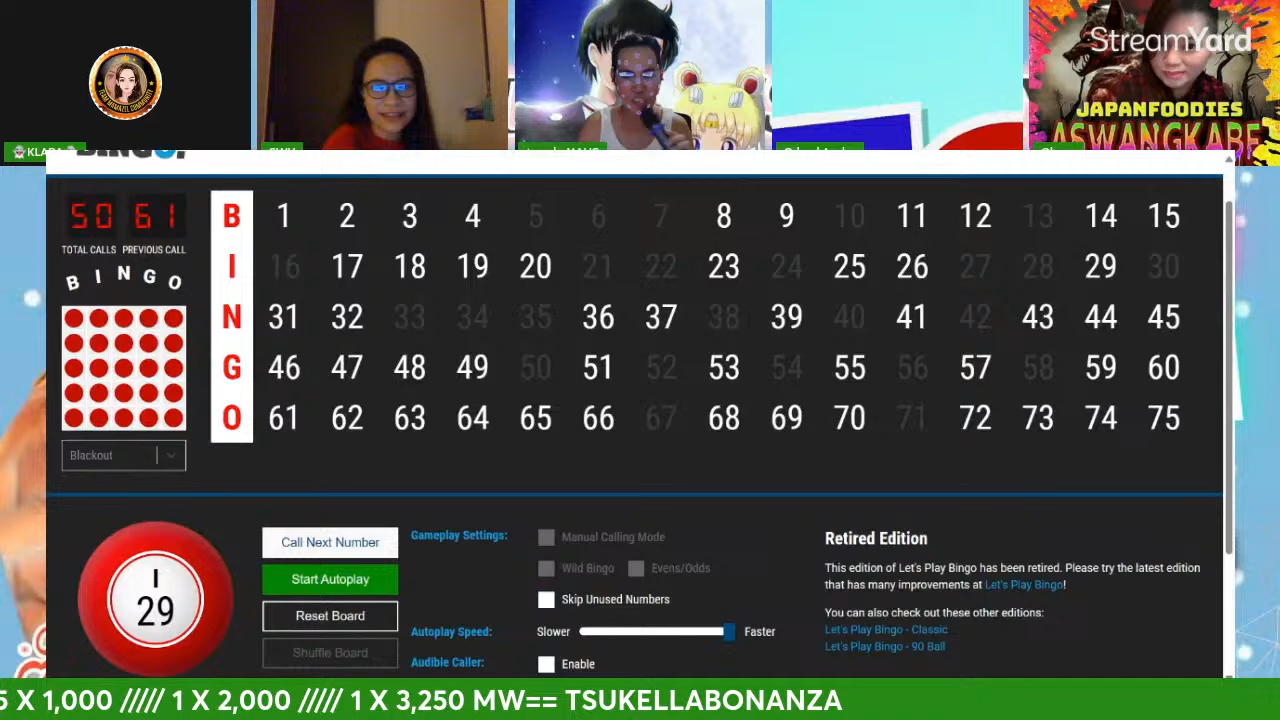 StreamYard
TEAM MAMAZEL COMMUNITY
JAPANFOODIES
ASWANGKABE
KLARA
BINGO!
50 61
TOTAL CALLS PREVIOUS CALL
B I N G O
B 1 2 3 4 5 6 7 8 9 10 11 12 13 14 15
I 16 17 18 19 20 21 22 23 24 25 26 27 28 29 30
N 31 32 33 34 35 36 37 38 39 40 41 42 43 44 45
G 46 47 48 49 50 51 52 53 54 55 56 57 58 59 60
O 61 62 63 64 65 66 67 68 69 70 71 72 73 74 75
Blackout
I
29
Call Next Number
Start Autoplay
Reset Board
Shuffle Board
Gameplay Settings:
Manual Calling Mode
Wild Bingo Evens/Odds
Skip Unused Numbers
Autoplay Speed: Slower Faster
Audible Caller: Enable
Retired Edition
This edition of Let's Play Bingo has been retired. Please try the latest edition
that has many improvements at Let's Play Bingo!
You can also check out these other editions:
Let's Play Bingo - Classic
Let's Play Bingo - 90 Ball
5 X 1,000 ///// 1 X 2,000 ///// 1 X 3,250 MW== TSUKELLABONANZA